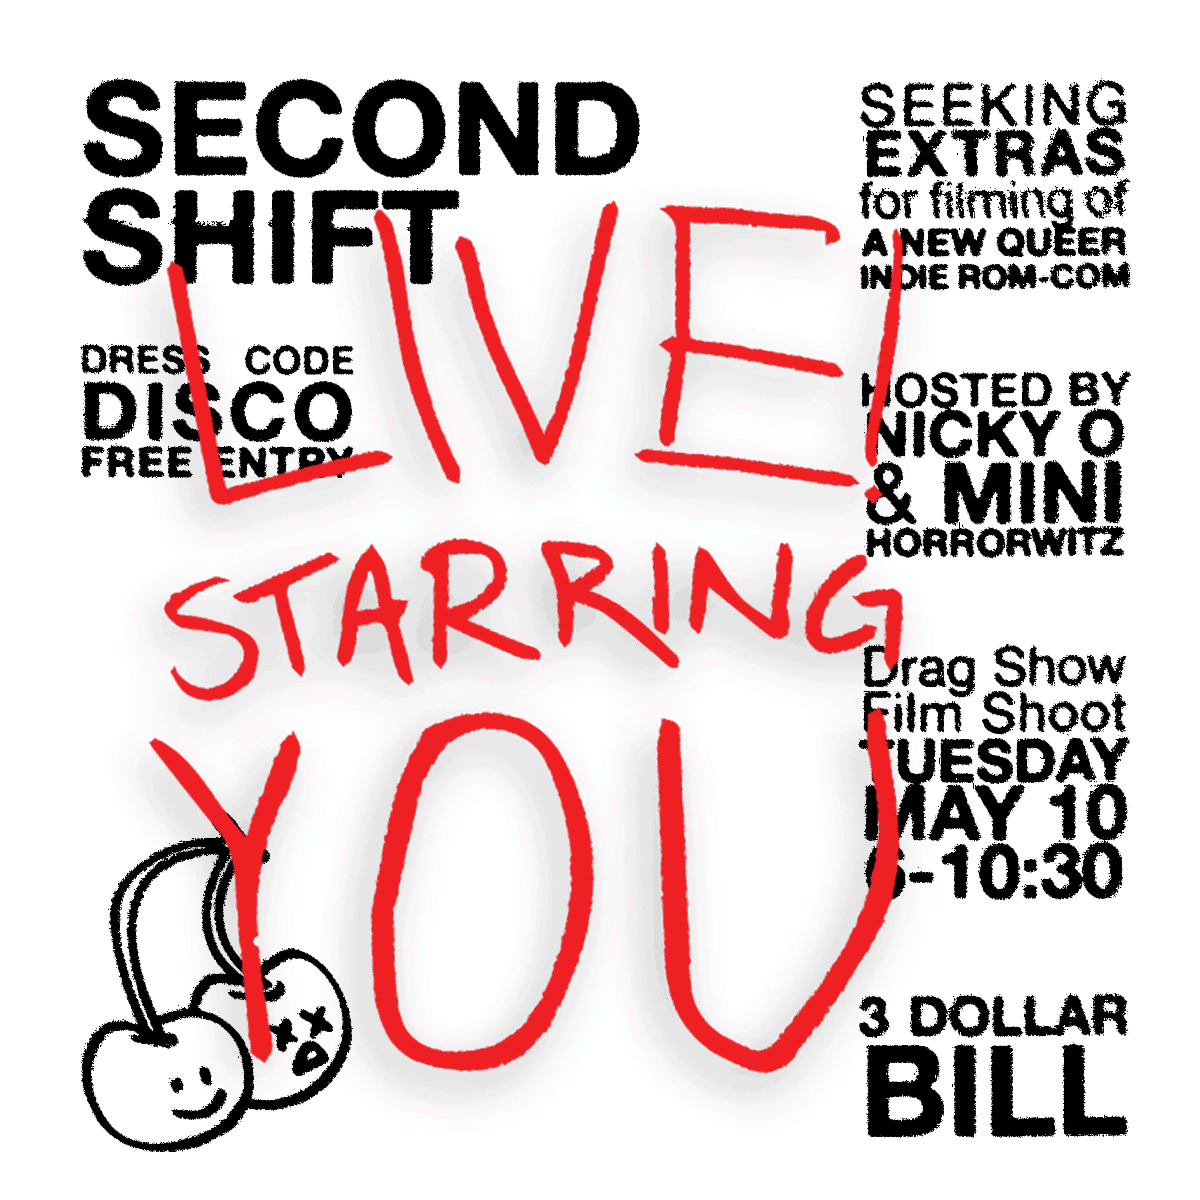 SECOND
SHIFT
DRESS CODE
DISCO
FREE ENTRY
LIVE!
STARRING
YOU
SEEKING
EXTRAS
for filming of
A NEW QUEER
INDIE ROM-COM
HOSTED BY
NICKY O
& MINI
HORRORWITZ
Drag Show
Film Shoot
TUESDAY
MAY 10
6-10:30
3 DOLLAR
BILL